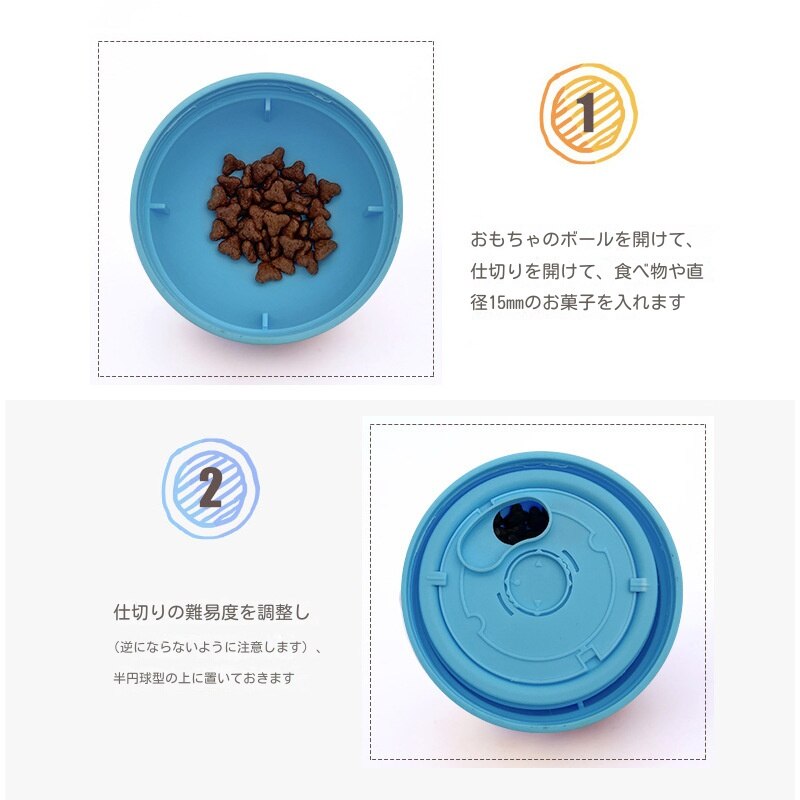 1
おもちゃのボールを開けて、
仕切りを開けて、食べ物や直
径15mmのお菓子を入れます
2
仕切りの難易度を調整し
（逆にならないように注意します）、
半円球型の上に置いておきます